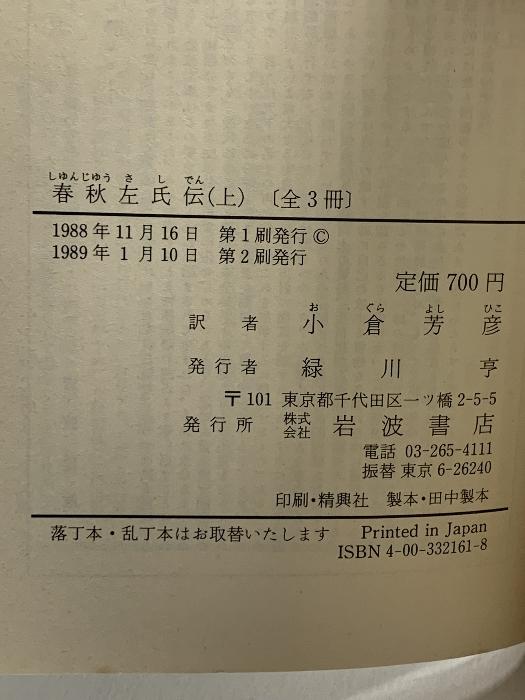 しゆんじゆう さ し でん
春秋左氏伝(上) 〔全3冊〕
1988年11月16日 第1刷発行©
1989年1月10日 第2刷発行
定価700円
お ぐら よし ひこ
訳者 小倉芳彦
発行者 緑川亨
〒101 東京都千代田区一ツ橋2-5-5
発行所 株式会社 岩波書店
電話 03-265-4111
振替 東京6-26240
印刷・精興社 製本・田中製本
落丁本・乱丁本はお取替いたします Printed in Japan
ISBN 4-00-332161-8